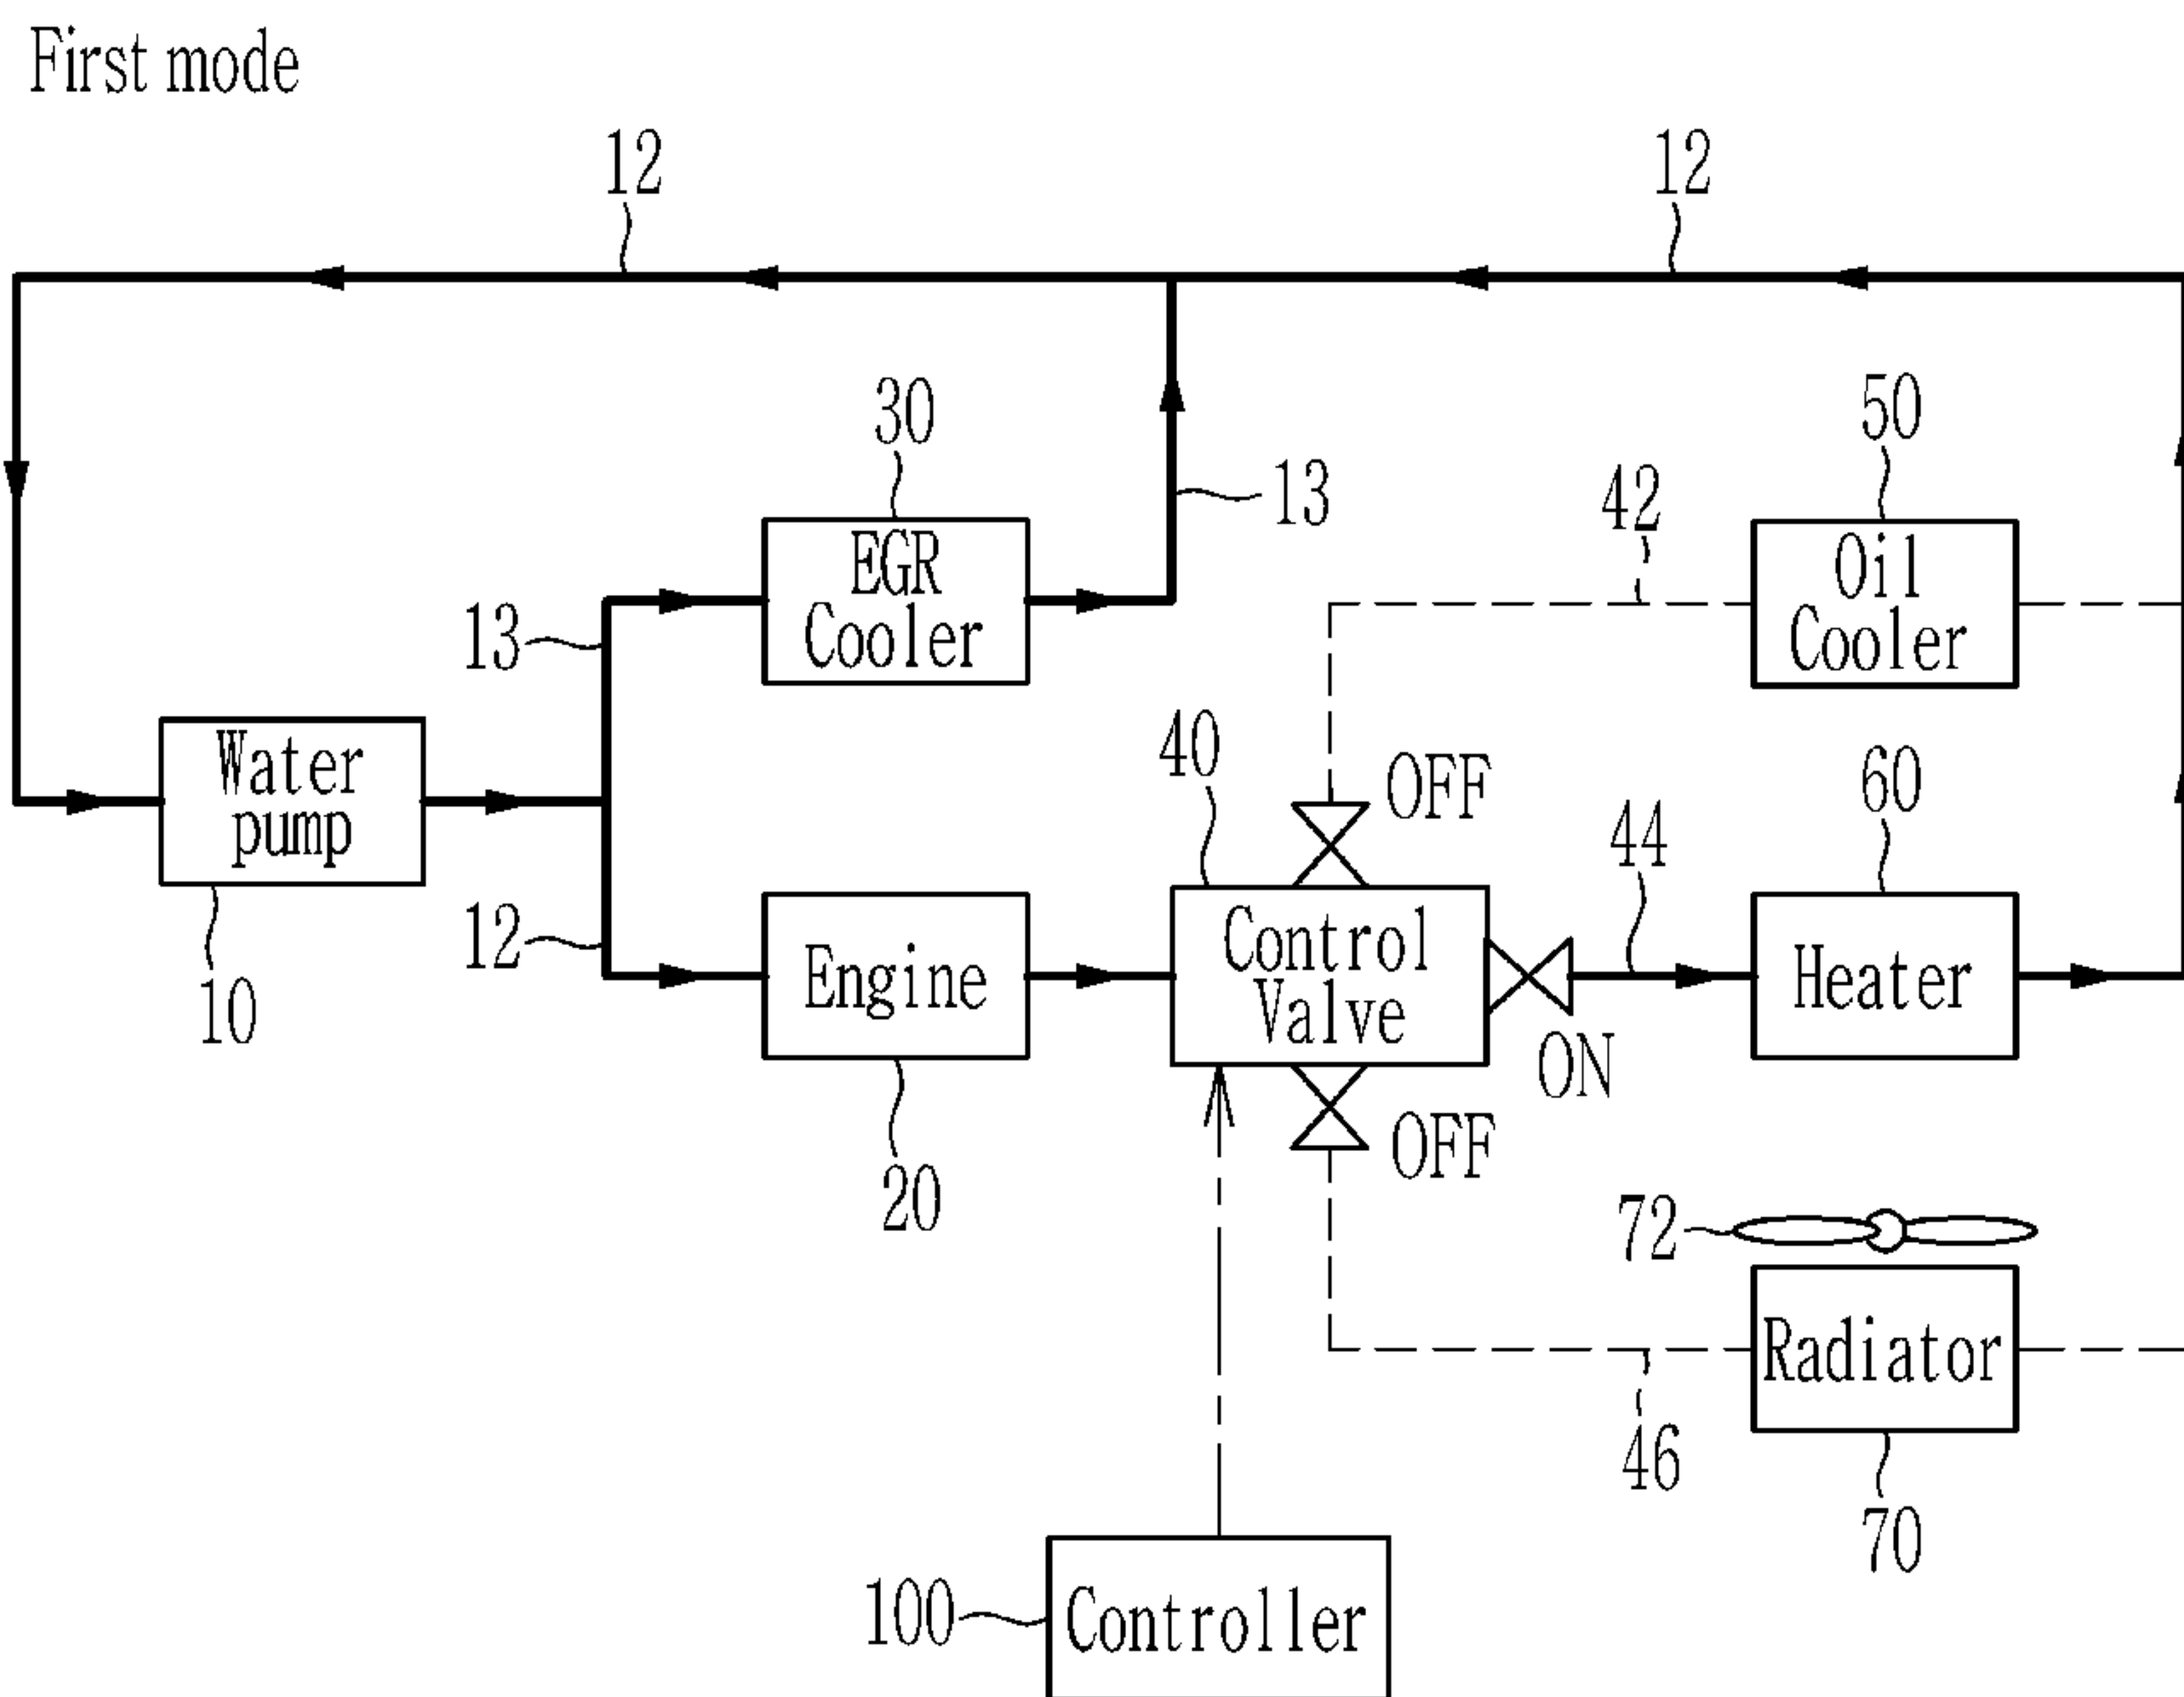 First mode
12
12
30
50
13
42
EGR
Cooler
Oil
Cooler
13
40
OFF
60
Water
pump
44
12
Engine
Control
Valve
Heater
10
ON
20
OFF
72
Radiator
46
70
100
Controller